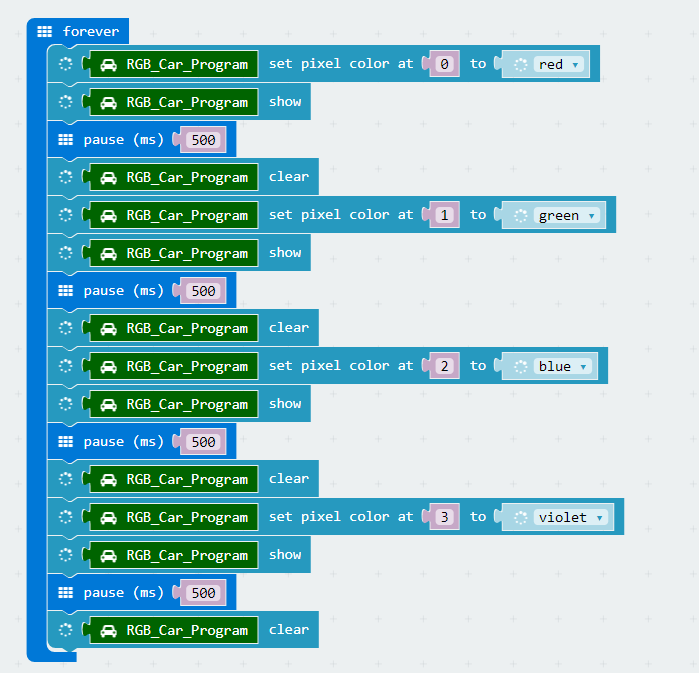 forever
RGB_Car_Program set pixel color at 0 to red
RGB_Car_Program show
pause (ms) 500
RGB_Car_Program clear
RGB_Car_Program set pixel color at 1 to green
RGB_Car_Program show
pause (ms) 500
RGB_Car_Program clear
RGB_Car_Program set pixel color at 2 to blue
RGB_Car_Program show
pause (ms) 500
RGB_Car_Program clear
RGB_Car_Program set pixel color at 3 to violet
RGB_Car_Program show
pause (ms) 500
RGB_Car_Program clear